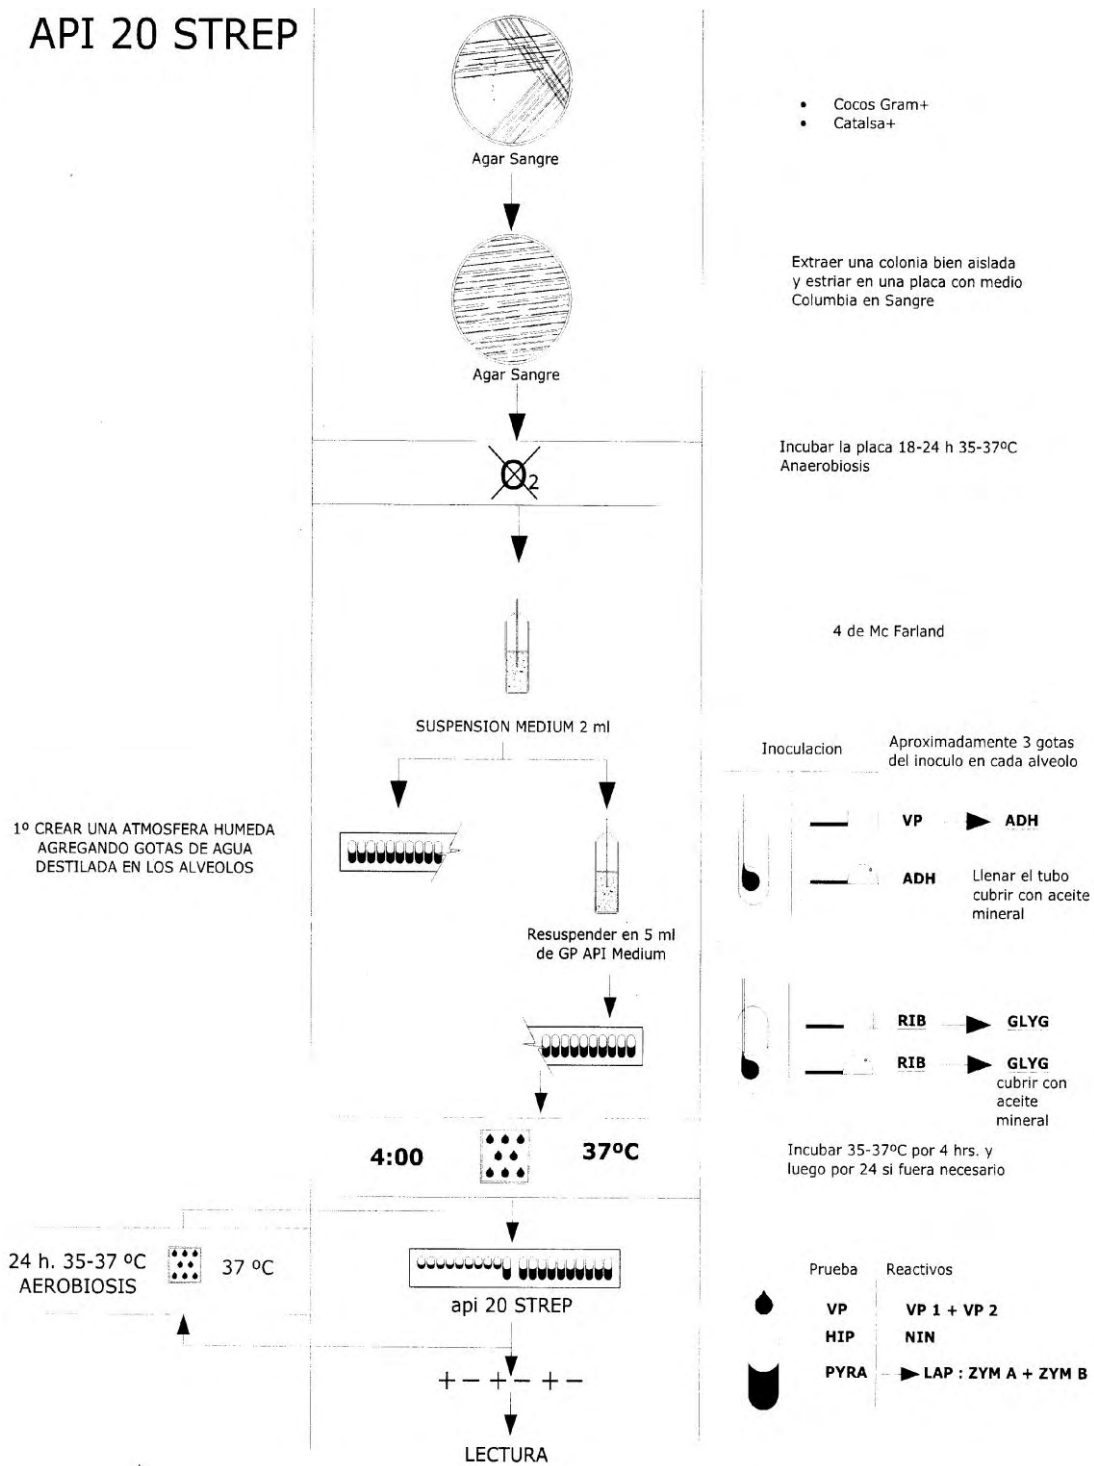 API 20 STREP
• Cocos Gram+
• Catalsa+
Agar Sangre
Extraer una colonia bien aislada
y estriar en una placa con medio
Columbia en Sangre
Agar Sangre
Incubar la placa 18-24 h 35-37ºC
Anaerobiosis
O2
4 de Mc Farland
SUSPENSION MEDIUM 2 ml
Inoculacion
Aproximadamente 3 gotas
del inoculo en cada alveolo
1º CREAR UNA ATMOSFERA HUMEDA
AGREGANDO GOTAS DE AGUA
DESTILADA EN LOS ALVEOLOS
VP ADH
ADH
Llenar el tubo
cubrir con aceite
mineral
Resuspender en 5 ml
de GP API Medium
RIB GLYG
RIB GLYG
cubrir con
aceite
mineral
4:00 37ºC
Incubar 35-37ºC por 4 hrs. y
luego por 24 si fuera necesario
24 h. 35-37 ºC
AEROBIOSIS
37 ºC
api 20 STREP
Prueba Reactivos
VP VP 1 + VP 2
HIP NIN
PYRA LAP : ZYM A + ZYM B
+ − + − + −
LECTURA